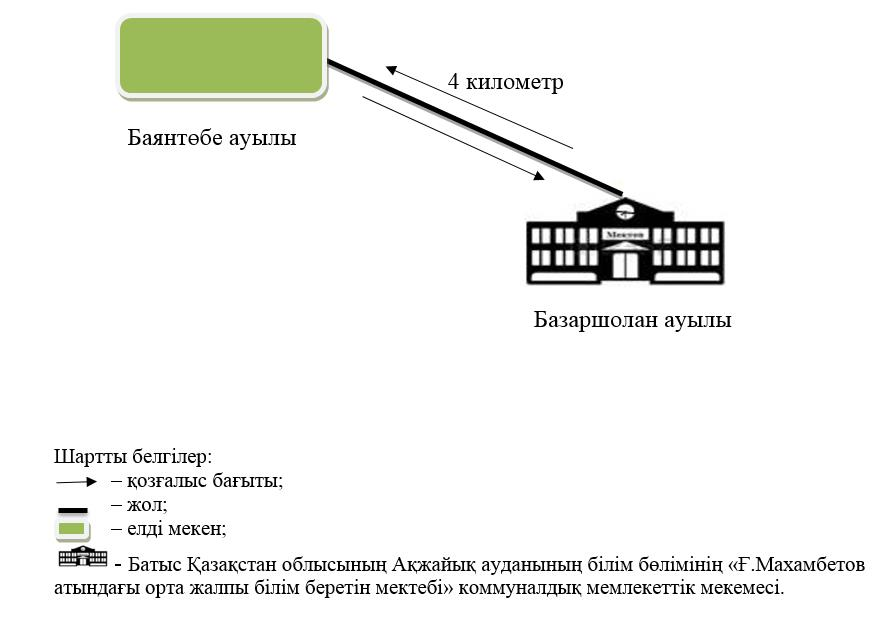 4 километр
Баянтөбе ауылы
Мектеп
Базаршолан ауылы
Шартты белгілер:
– қозғалыс бағыты;
– жол;
– елді мекен;
- Батыс Қазақстан облысының Ақжайық ауданының білім бөлімінің «Ғ.Махамбетов
атындағы орта жалпы білім беретін мектебі» коммуналдық мемлекеттік мекемесі.